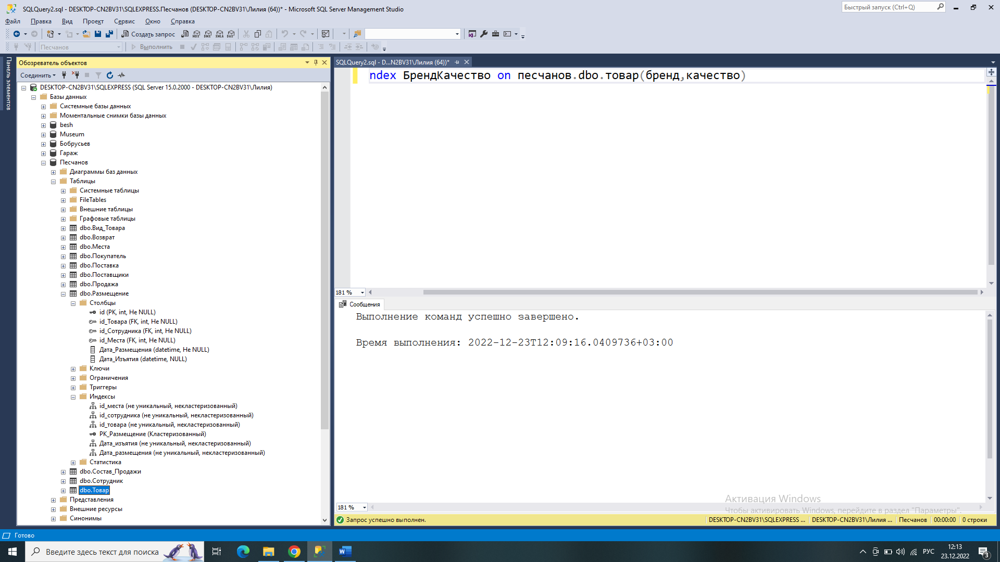 SQLQuery2.sql - DESKTOP-CN2BV31\SQLEXPRESS.Песчанов (DESKTOP-CN2BV31\Лилия (64))* - Microsoft SQL Server Management Studio
Быстрый запуск (Ctrl+Q)
Файл Правка Вид Проект Сервис Окно Справка
Создать запрос MDX DMX XMLA DAX
Песчанов Выполнить
Панель элементов
Обозреватель объектов
Соединить
DESKTOP-CN2BV31\SQLEXPRESS (SQL Server 15.0.2000 - DESKTOP-CN2BV31\Лилия)
Базы данных
Системные базы данных
Моментальные снимки базы данных
besh
Museum
Бобрусьев
Гараж
Песчанов
Диаграммы баз данных
Таблицы
Системные таблицы
FileTables
Внешние таблицы
Графовые таблицы
dbo.Вид_Товара
dbo.Возврат
dbo.Места
dbo.Покупатель
dbo.Поставка
dbo.Поставщики
dbo.Продажа
dbo.Размещение
Столбцы
id (PK, int, Не NULL)
id_Товара (FK, int, Не NULL)
id_Сотрудника (FK, int, Не NULL)
id_Места (FK, int, Не NULL)
Дата_Размещения (datetime, Не NULL)
Дата_Изъятия (datetime, NULL)
Ключи
Ограничения
Триггеры
Индексы
id_места (не уникальный, некластеризованный)
id_сотрудника (не уникальный, некластеризованный)
id_товара (не уникальный, некластеризованный)
PK_Размещение (Кластеризованный)
Дата_изъятия (не уникальный, некластеризованный)
Дата_размещения (не уникальный, некластеризованный)
Статистика
dbo.Состав_Продажи
dbo.Сотрудник
dbo.Товар
Представления
Внешние ресурсы
Синонимы
SQLQuery2.sql - D...N2BV31\Лилия (64))*
ndex БрендКачество on песчанов.dbo.товар(бренд,качество)
181 %
Сообщения
Выполнение команд успешно завершено.
Время выполнения: 2022-12-23T12:09:16.0409736+03:00
181 %
Активация Windows
Чтобы активировать Windows, перейдите в раздел "Параметры".
Запрос успешно выполнен. DESKTOP-CN2BV31\SQLEXPRESS ... DESKTOP-CN2BV31\Лилия ... Песчанов 00:00:00 0 строки
Готово
Введите здесь текст для поиска
РУС
12:13
23.12.2022
3